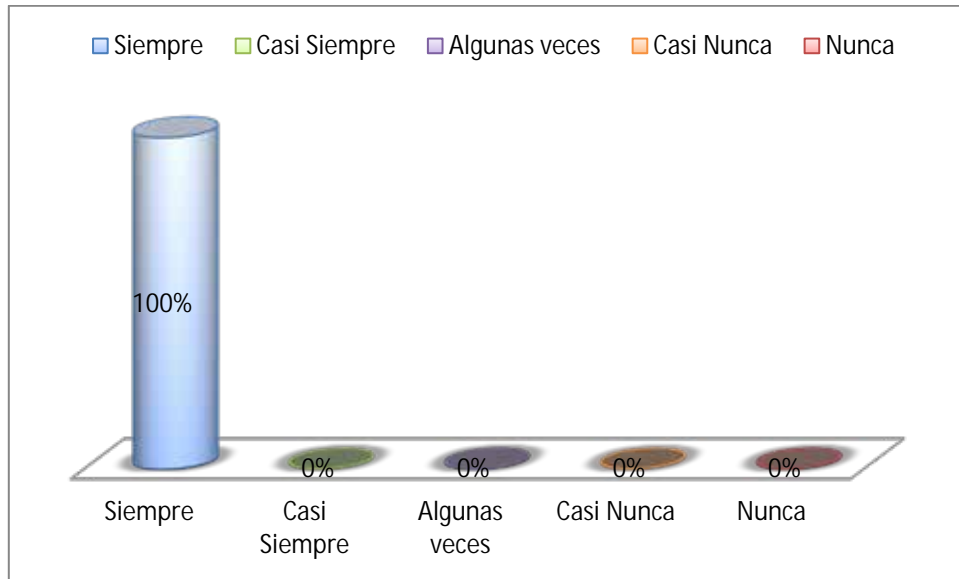 Siempre Casi Siempre Algunas veces Casi Nunca Nunca
100%
0% 0% 0% 0%
Siempre Casi Siempre Algunas veces Casi Nunca Nunca